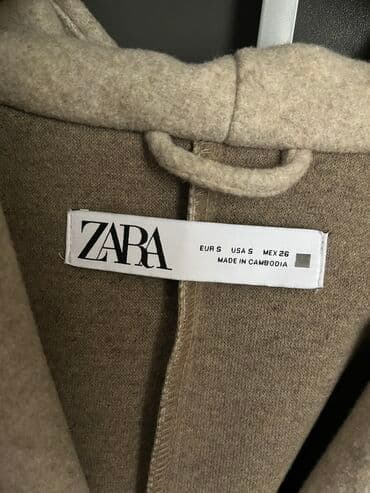 ZARA
EUR S USA S MEX 26
MADE IN CAMBODIA